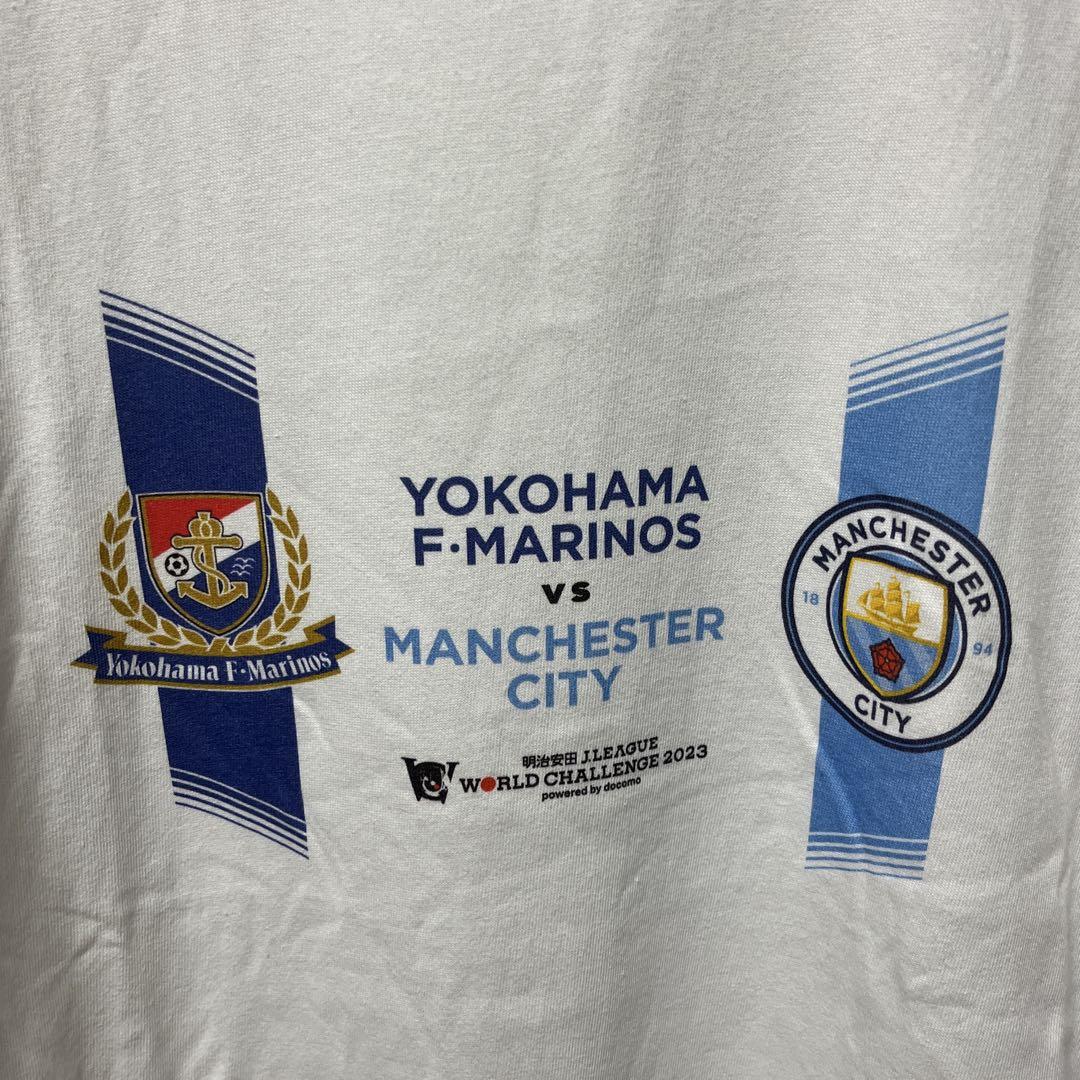 YOKOHAMA
F・MARINOS
vs
MANCHESTER
CITY
明治安田 J.LEAGUE
WORLD CHALLENGE 2023
powered by docomo
Yokohama F・Marinos
MANCHESTER
18 94
CITY